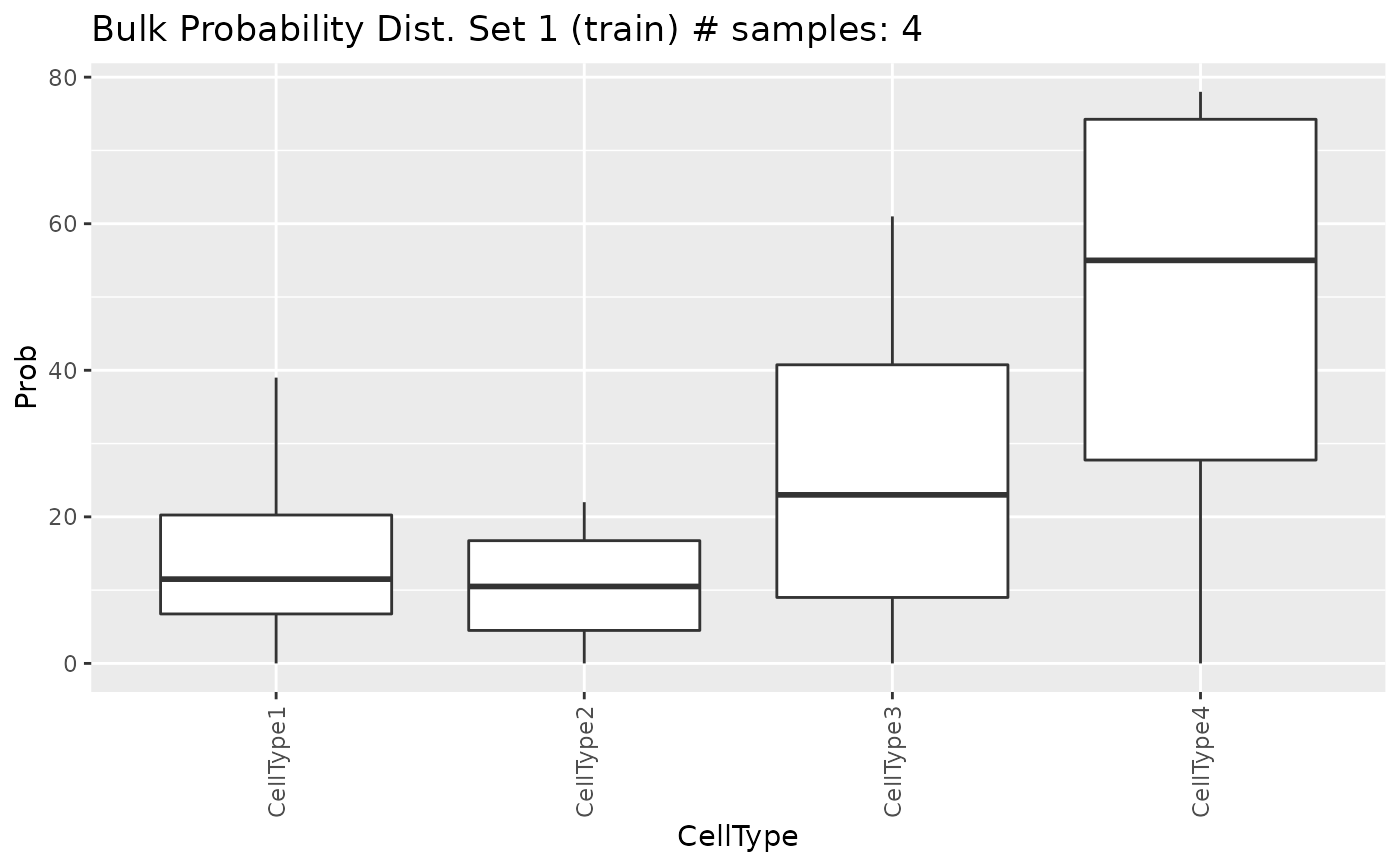 Bulk Probability Dist. Set 1 (train) # samples: 4
80
60
40
20
0
Prob
CellType1
CellType2
CellType3
CellType4
CellType